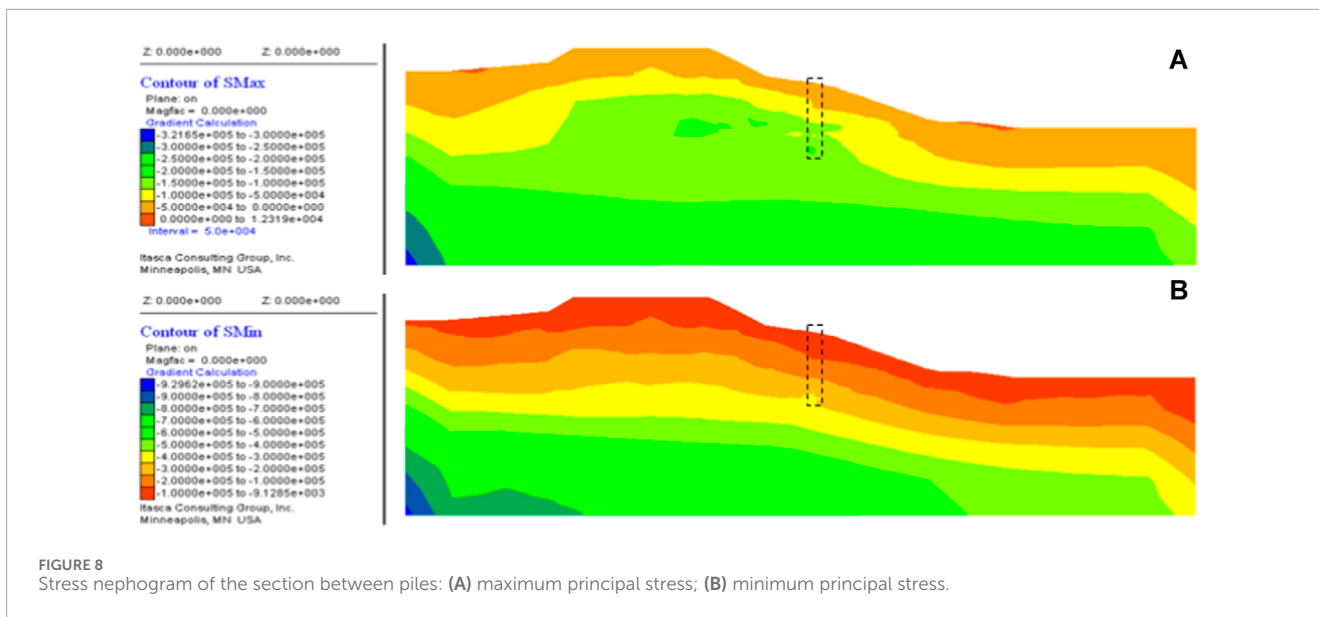 Z: 0.000e+000 Z: 0.000e+000
Contour of SMax
Plane: on
Magfac = 0.000e+000
Gradient Calculation
-3.2165e+005 to -3.0000e+005
-3.0000e+005 to -2.5000e+005
-2.5000e+005 to -2.0000e+005
-2.0000e+005 to -1.5000e+005
-1.5000e+005 to -1.0000e+005
-1.0000e+005 to -5.0000e+004
-5.0000e+004 to 0.0000e+000
0.0000e+000 to 1.2319e+004
Interval = 5.0e+004
Itasca Consulting Group, Inc.
Minneapolis, MN USA
A
Z: 0.000e+000 Z: 0.000e+000
Contour of SMin
Plane: on
Magfac = 0.000e+000
Gradient Calculation
-9.2962e+005 to -9.0000e+005
-9.0000e+005 to -8.0000e+005
-8.0000e+005 to -7.0000e+005
-7.0000e+005 to -6.0000e+005
-6.0000e+005 to -5.0000e+005
-5.0000e+005 to -4.0000e+005
-4.0000e+005 to -3.0000e+005
-3.0000e+005 to -2.0000e+005
-2.0000e+005 to -1.0000e+005
-1.0000e+005 to -9.1285e+003
Itasca Consulting Group, Inc.
Minneapolis, MN USA
B
FIGURE 8
Stress nephogram of the section between piles: (A) maximum principal stress; (B) minimum principal stress.